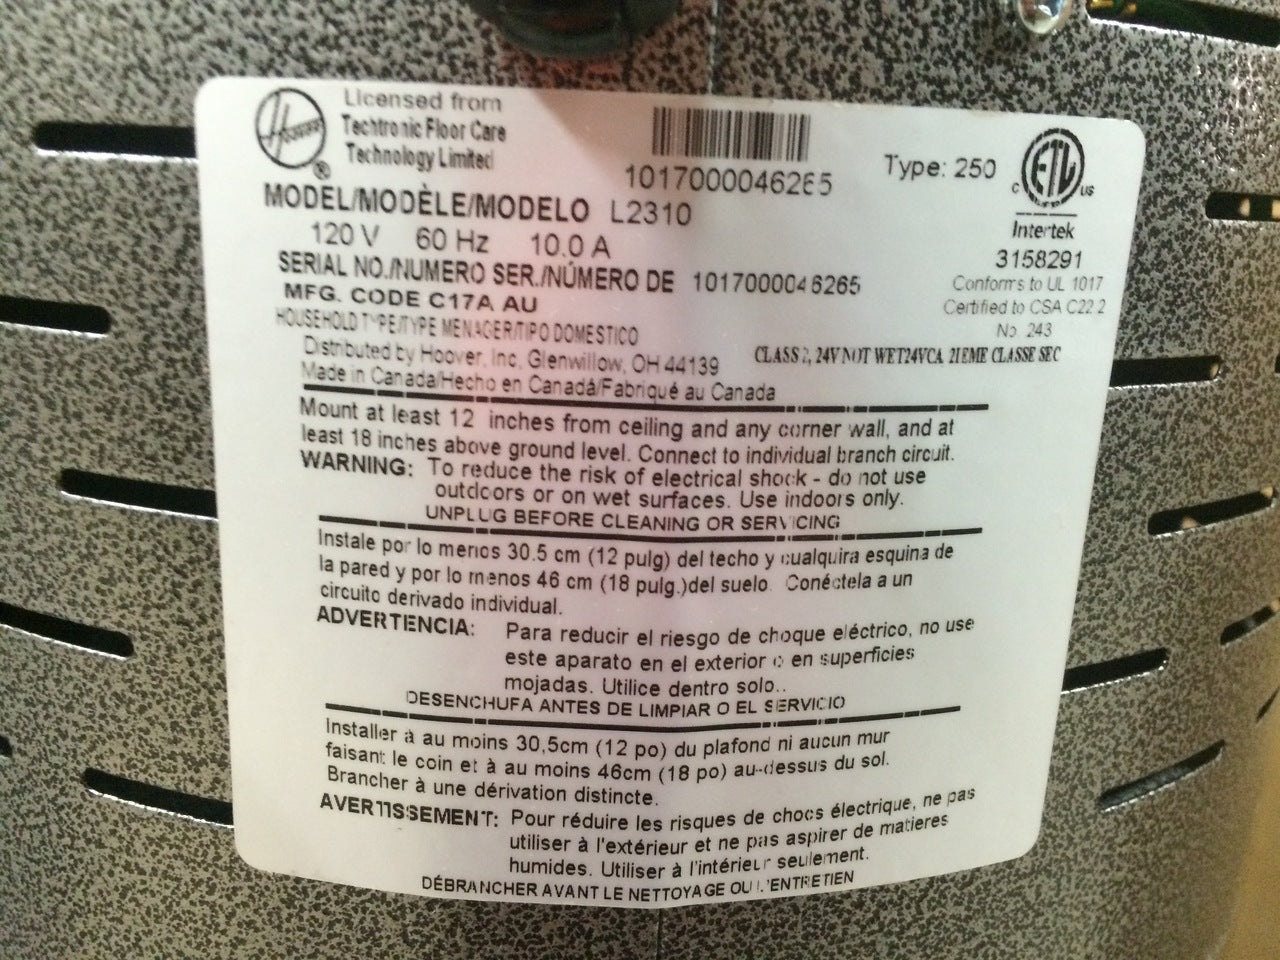 Hoover ®
Licensed from
Techtronic Floor Care
Technology Limited
1017000046265
Type: 250
ETL
C US
Intertek
3158291
Conforms to UL 1017
Certified to CSA C22.2
No. 243
MODEL/MODÈLE/MODELO L2310
120 V 60 Hz 10.0 A
SERIAL NO./NUMERO SER./NÚMERO DE 1017000046265
MFG. CODE C17A AU
HOUSEHOLD TYPE/TYPE MENAGER/TIPO DOMESTICO
Distributed by Hoover, Inc. Glenwillow, OH 44139
CLASS 2, 24V NOT WET24VCA 2IEME CLASSE SEC
Made in Canada/Hecho en Canadá/Fabriqué au Canada
Mount at least 12 inches from ceiling and any corner wall, and at
least 18 inches above ground level. Connect to individual branch circuit.
WARNING: To reduce the risk of electrical shock - do not use
outdoors or on wet surfaces. Use indoors only.
UNPLUG BEFORE CLEANING OR SERVICING
Instale por lo menos 30.5 cm (12 pulg) del techo y cualquira esquina de
la pared y por lo menos 46 cm (18 pulg.)del suelo. Conéctela a un
circuito derivado individual.
ADVERTENCIA: Para reducir el riesgo de choque eléctrico, no use
este aparato en el exterior o en superficies
mojadas. Utilice dentro solo..
DESENCHUFA ANTES DE LIMPIAR O EL SERVICIO
Installer à au moins 30,5cm (12 po) du plafond ni aucun mur
faisant le coin et à au moins 46cm (18 po) au-dessus du sol.
Brancher à une dérivation distincte.
AVERTISSEMENT: Pour réduire les risques de chocs électrique, ne pas
utiliser à l'extérieur et ne pas aspirer de matieres
humides. Utiliser à l'intérieur seulement.
DÉBRANCHER AVANT LE NETTOYAGE OU L'ENTRETIEN